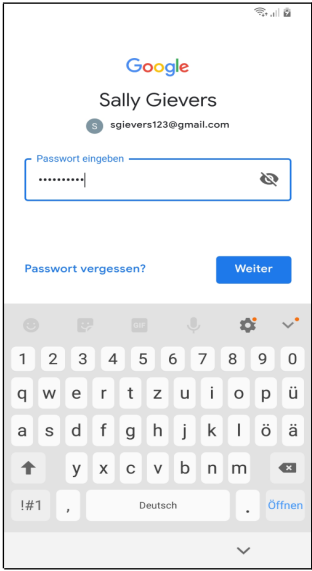 Google
Sally Gievers
S sgievers123@gmail.com
Passwort eingeben
••••••••••
Passwort vergessen?
Weiter
GIF
1 2 3 4 5 6 7 8 9 0
q w e r t z u i o p ü
a s d f g h j k l ö ä
y x c v b n m
!#1 , Deutsch . Öffnen